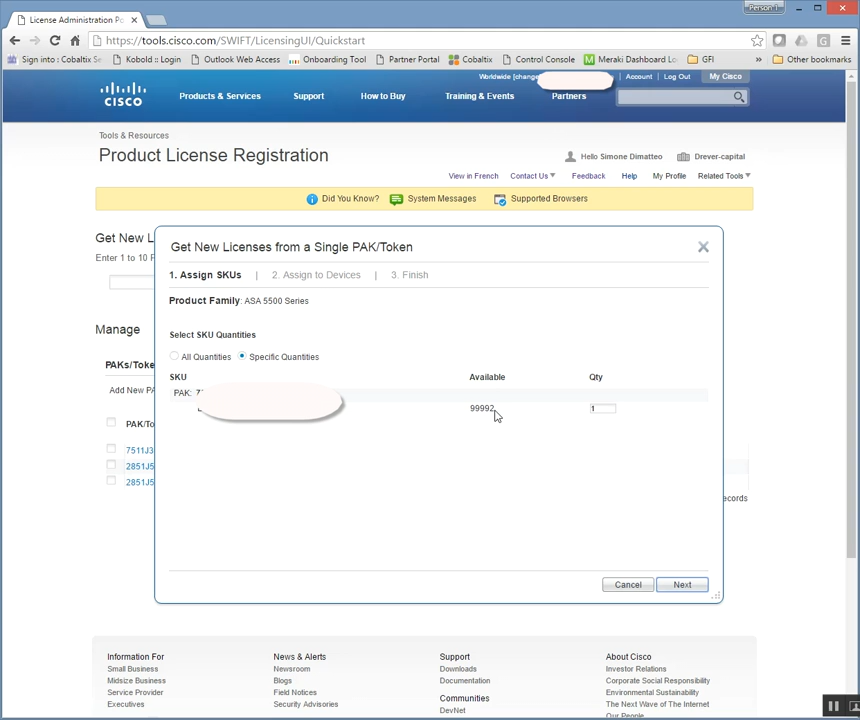 Person 1
License Administration Po
https://tools.cisco.com/SWIFT/LicensingUI/Quickstart
Sign into : Cobaltix Se Kobold :: Login Outlook Web Access Onboarding Tool Partner Portal Cobaltix Control Console Meraki Dashboard Lo GFI » Other bookmarks
Worldwide [change Account Log Out My Cisco
CISCO Products & Services Support How to Buy Training & Events Partners
Tools & Resources
Product License Registration
Hello Simone Dimatteo Drever-capital
View in French Contact Us Feedback Help My Profile Related Tools
Did You Know? System Messages Supported Browsers
Get New L
Enter 1 to 10 P
Manage
PAKs/Toke
Add New PA
PAK/To
7511J3
2851J5
2851J5
ecords
Get New Licenses from a Single PAK/Token
1. Assign SKUs | 2. Assign to Devices | 3. Finish
Product Family: ASA 5500 Series
Select SKU Quantities
All Quantities Specific Quantities
SKU Available Qty
PAK:
99992 1
Cancel Next
Information For News & Alerts Support About Cisco
Small Business Newsroom Downloads Investor Relations
Midsize Business Blogs Documentation Corporate Social Responsibility
Service Provider Field Notices Environmental Sustainability
Executives Security Advisories Communities The Next Wave of The Internet
DevNet Our People